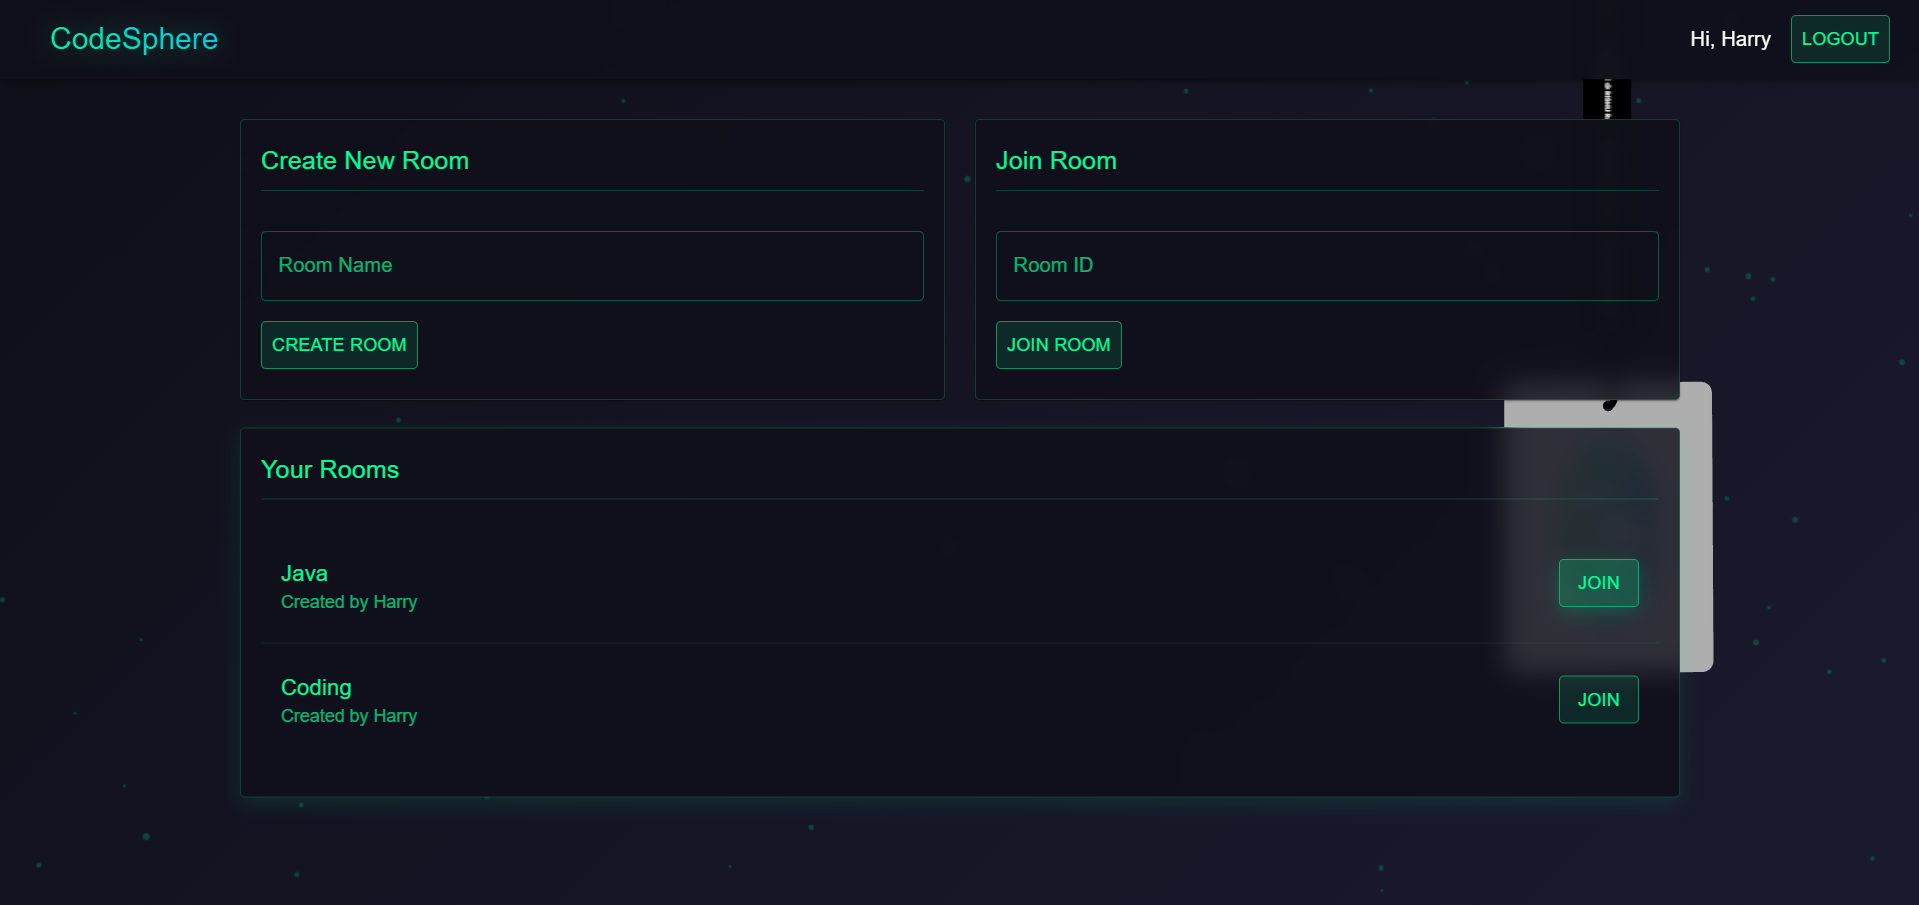 CodeSphere
Hi, Harry
LOGOUT
Create New Room
Room Name
CREATE ROOM
Join Room
Room ID
JOIN ROOM
Your Rooms
Java
Created by Harry
JOIN
Coding
Created by Harry
JOIN